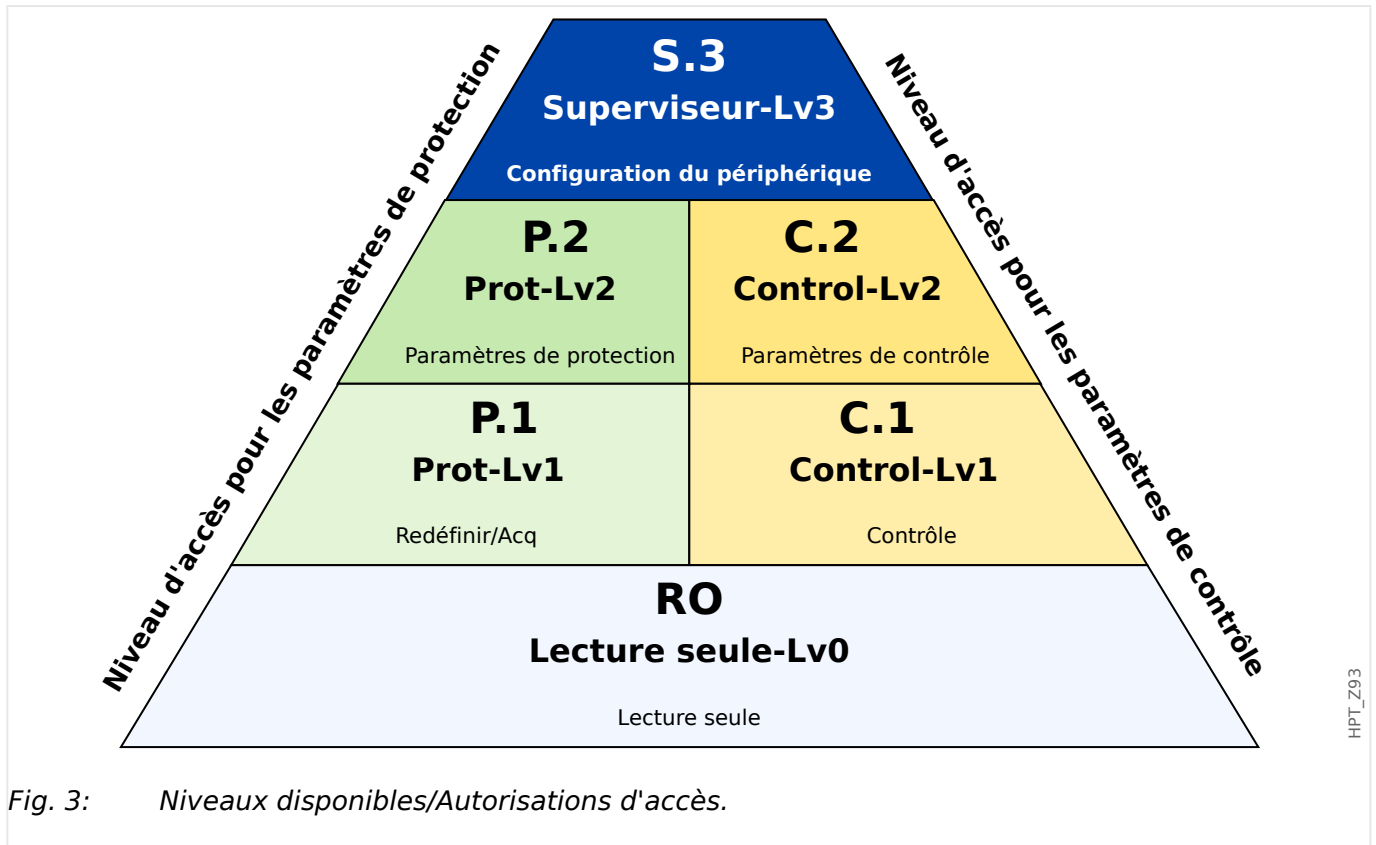 Niveau d'accès pour les paramètres de protection
Niveau d'accès pour les paramètres de contrôle
S.3
Superviseur-Lv3
Configuration du périphérique
P.2
Prot-Lv2
Paramètres de protection
C.2
Control-Lv2
Paramètres de contrôle
P.1
Prot-Lv1
Redéfinir/Acq
C.1
Control-Lv1
Contrôle
RO
Lecture seule-Lv0
Lecture seule
HPT_Z93
Fig. 3: Niveaux disponibles/Autorisations d'accès.